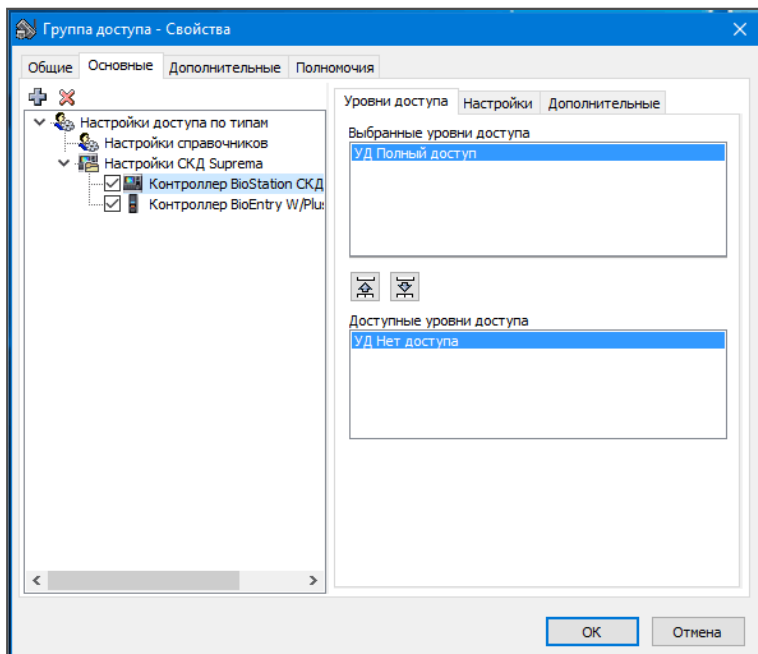 Группа доступа - Свойства
Общие Основные Дополнительные Полномочия
Настройки доступа по типам
Настройки справочников
Настройки СКД Suprema
Контроллер BioStation СКД
Контроллер BioEntry W/Plu
Уровни доступа Настройки Дополнительные
Выбранные уровни доступа
УД Полный доступ
Доступные уровни доступа
УД Нет доступа
ОК Отмена